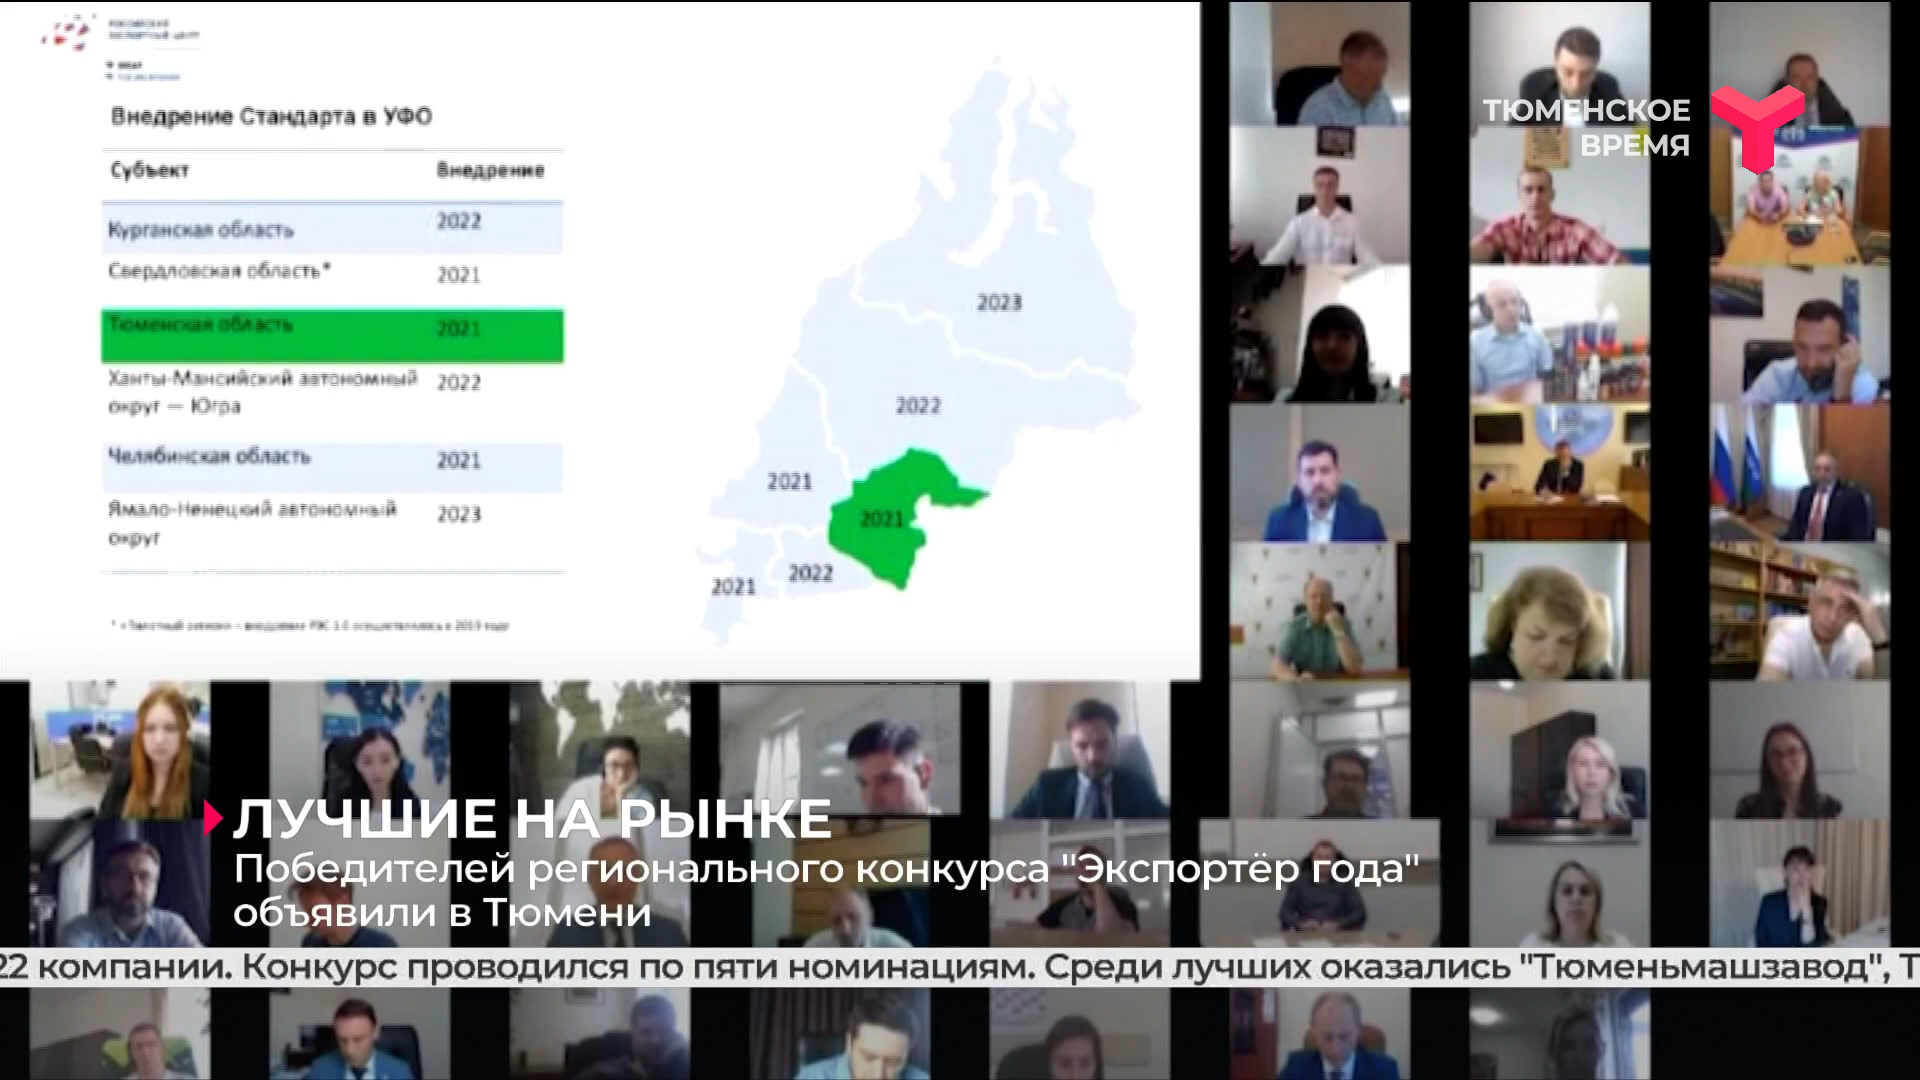 РОССИЙСКИЙ
ЭКСПОРТНЫЙ ЦЕНТР
Внедрение Стандарта в УФО
Субъект Внедрение
Курганская область 2022
Свердловская область* 2021
Тюменская область 2021
Ханты-Мансийский автономный 2022
округ — Югра
Челябинская область 2021
Ямало-Ненецкий автономный 2023
округ
2023
2022
2021
2021
2022
2021
ТЮМЕНСКОЕ
ВРЕМЯ
ЛУЧШИЕ НА РЫНКЕ
Победителей регионального конкурса "Экспортёр года"
объявили в Тюмени
22 компании. Конкурс проводился по пяти номинациям. Среди лучших оказались "Тюменьмашзавод", Т